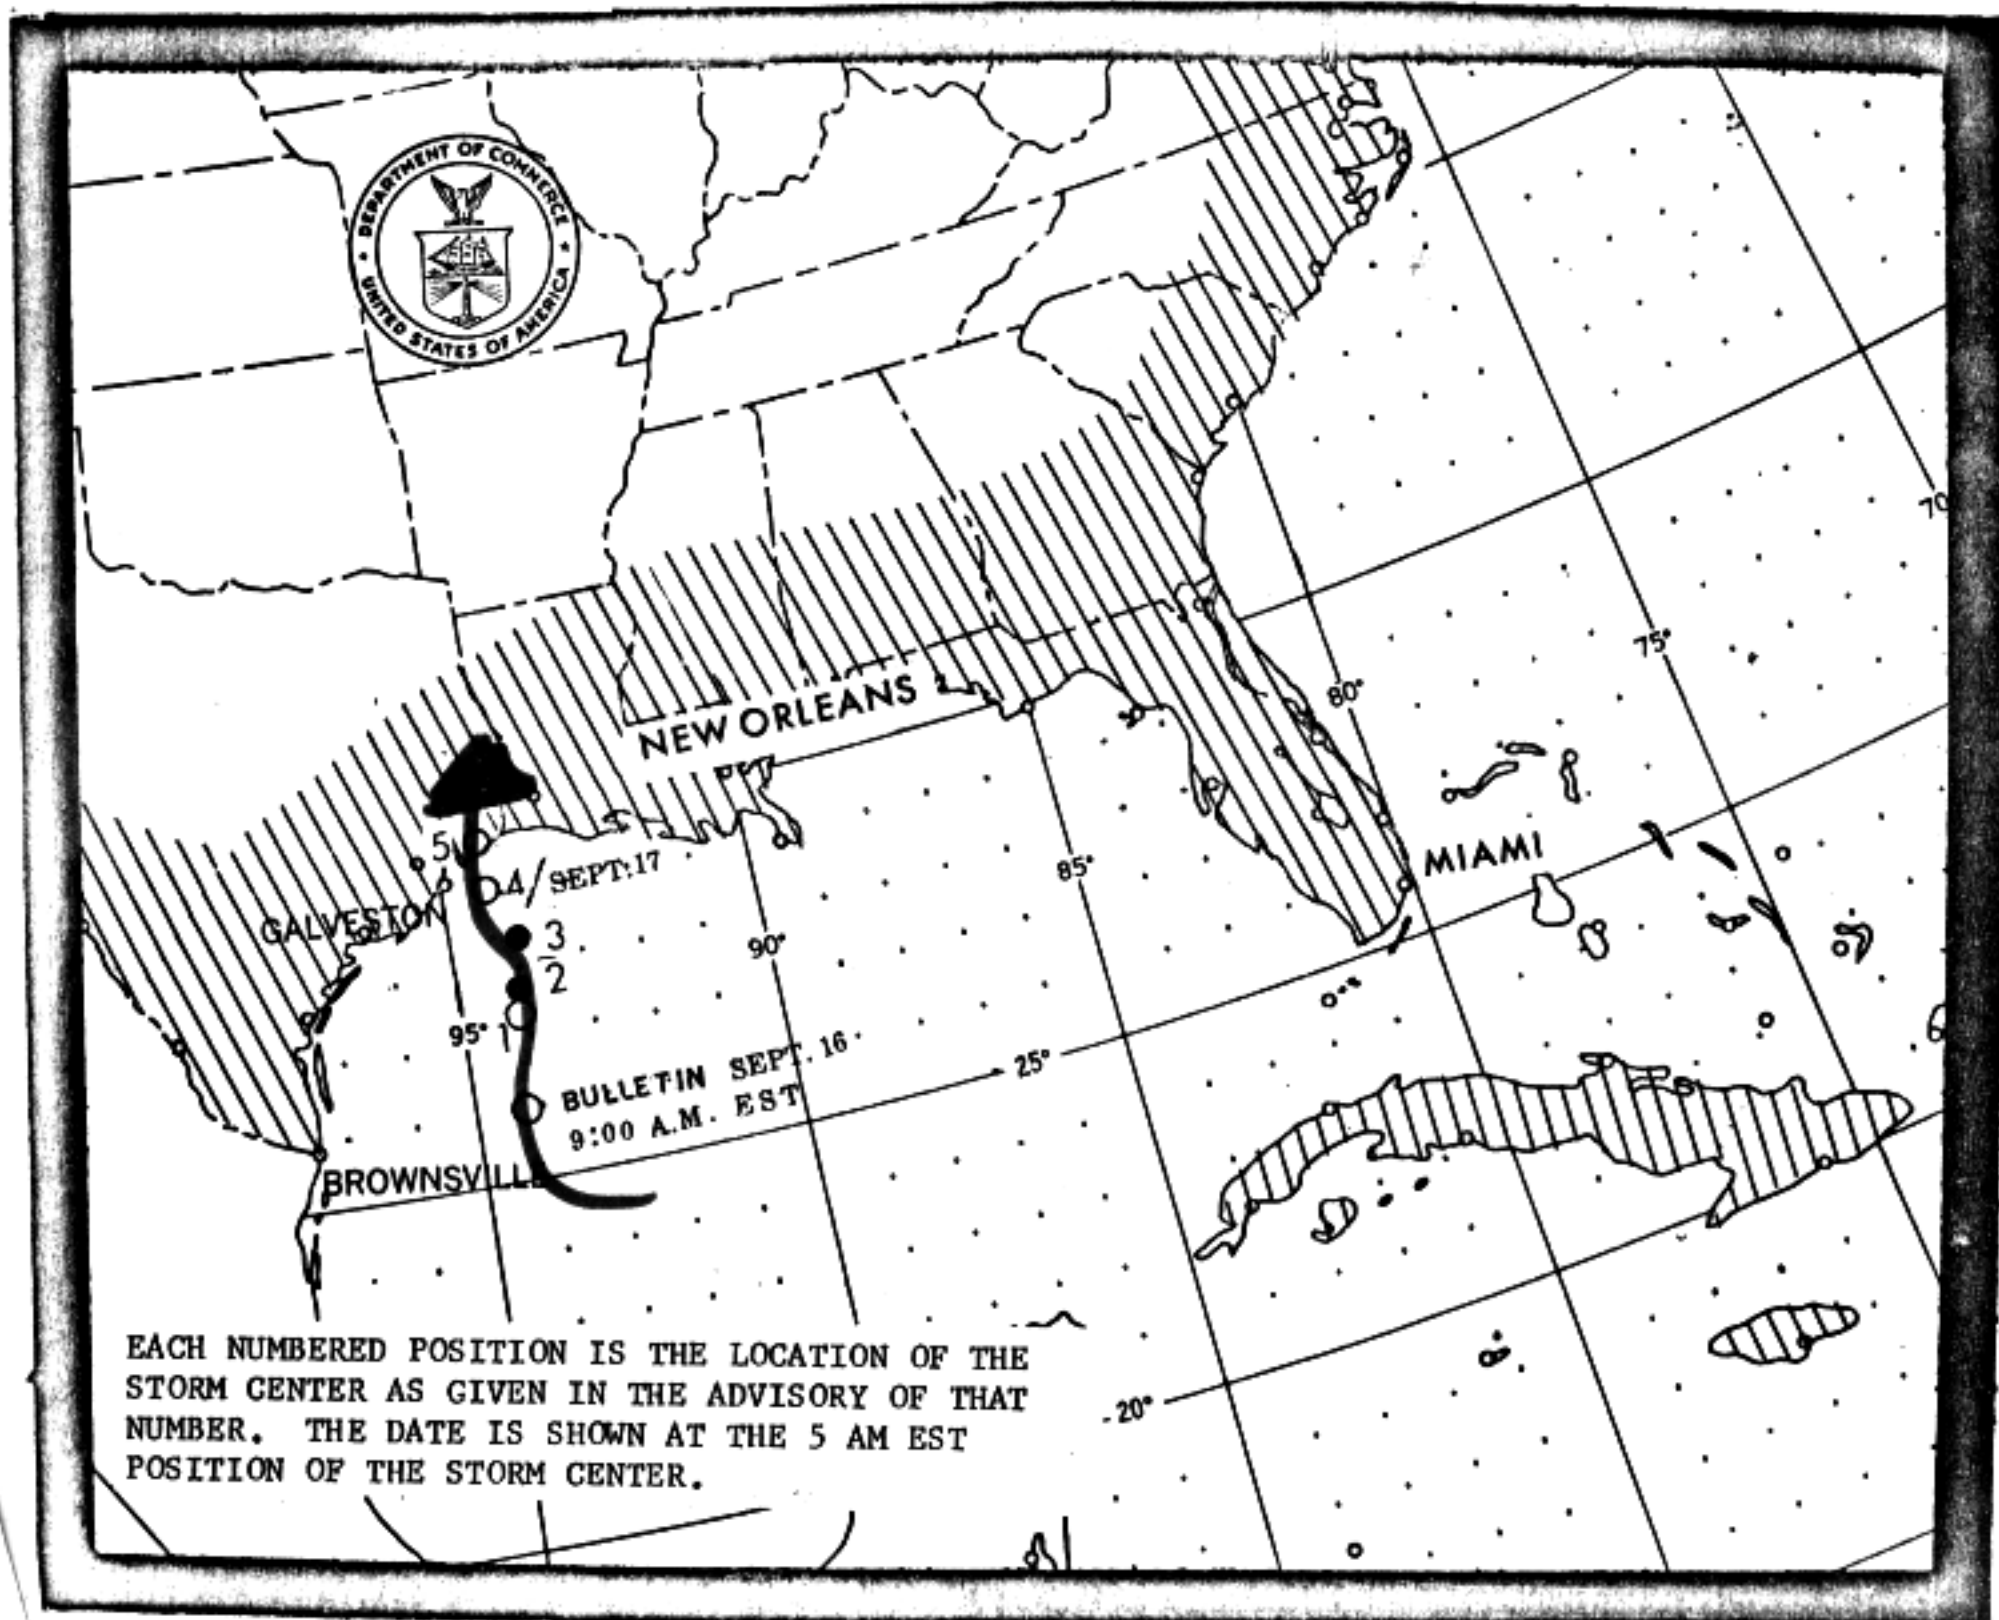 DEPARTMENT OF COMMERCE
UNITED STATES OF AMERICA
70
75°
80°
NEW ORLEANS
5
MIAMI
4/SEPT.17
85°
GALVESTON
3
90°
2
95°
1
BULLETIN SEPT. 16
9:00 A.M. EST
25°
BROWNSVILLE
EACH NUMBERED POSITION IS THE LOCATION OF THE
STORM CENTER AS GIVEN IN THE ADVISORY OF THAT
NUMBER. THE DATE IS SHOWN AT THE 5 AM EST
POSITION OF THE STORM CENTER.
20°